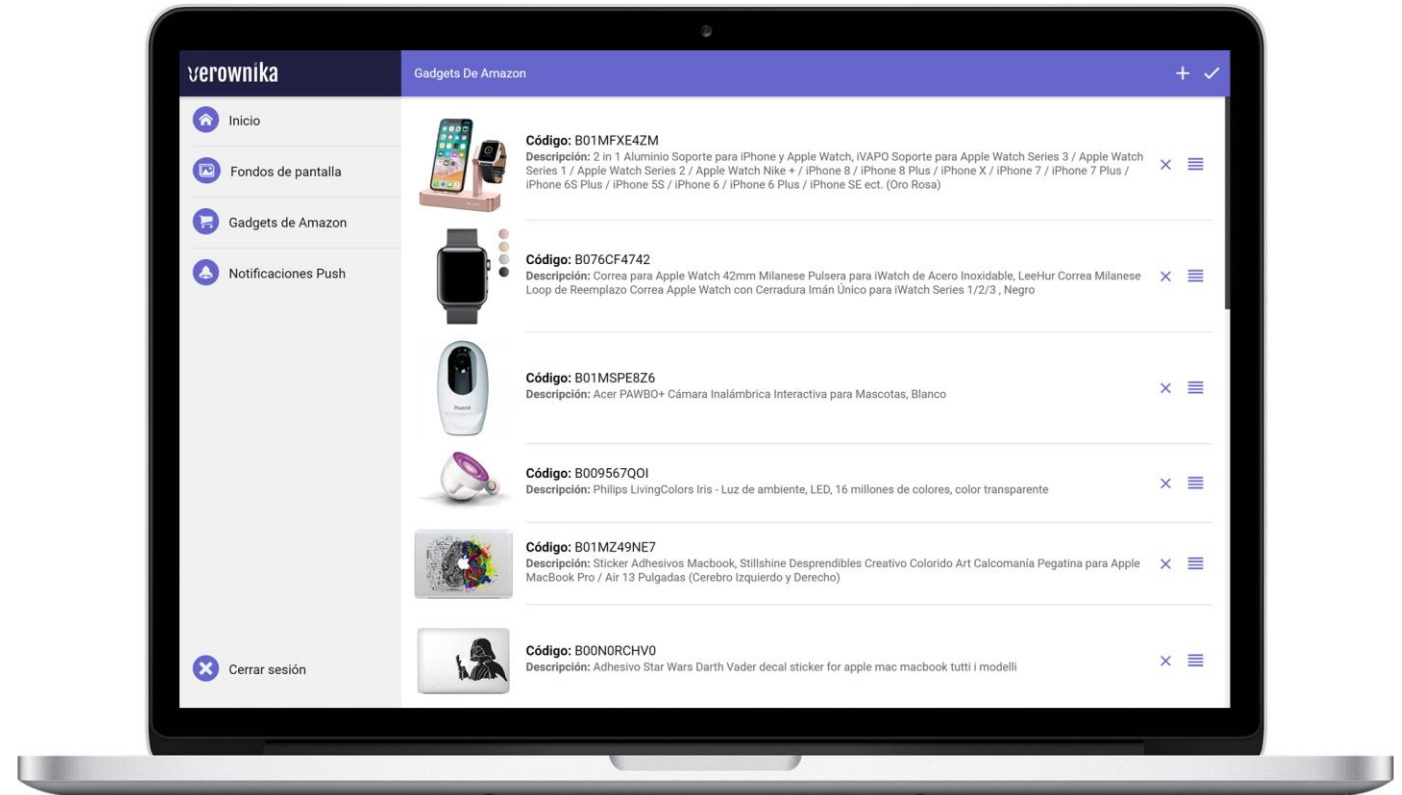 verownika
Gadgets De Amazon
Inicio
Fondos de pantalla
Gadgets de Amazon
Notificaciones Push
Cerrar sesión
Código: B01MFXE4ZM
Descripción: 2 in 1 Aluminio Soporte para iPhone y Apple Watch, iVAPO Soporte para Apple Watch Series 3 / Apple Watch
Series 1 / Apple Watch Series 2 / Apple Watch Nike + / iPhone 8 / iPhone 8 Plus / iPhone X / iPhone 7 / iPhone 7 Plus /
iPhone 6S Plus / iPhone 5S / iPhone 6 / iPhone 6 Plus / iPhone SE ect. (Oro Rosa)
Código: B076CF4742
Descripción: Correa para Apple Watch 42mm Milanese Pulsera para iWatch de Acero Inoxidable, LeeHur Correa Milanese
Loop de Reemplazo Correa Apple Watch con Cerradura Imán Único para iWatch Series 1/2/3 , Negro
Código: B01MSPE8Z6
Descripción: Acer PAWBO+ Cámara Inalámbrica Interactiva para Mascotas, Blanco
Código: B009567QOI
Descripción: Philips LivingColors Iris - Luz de ambiente, LED, 16 millones de colores, color transparente
Código: B01MZ49NE7
Descripción: Sticker Adhesivos Macbook, Stillshine Desprendibles Creativo Colorido Art Calcomanía Pegatina para Apple
MacBook Pro / Air 13 Pulgadas (Cerebro Izquierdo y Derecho)
Código: B00N0RCHV0
Descripción: Adhesivo Star Wars Darth Vader decal sticker for apple mac macbook tutti i modelli